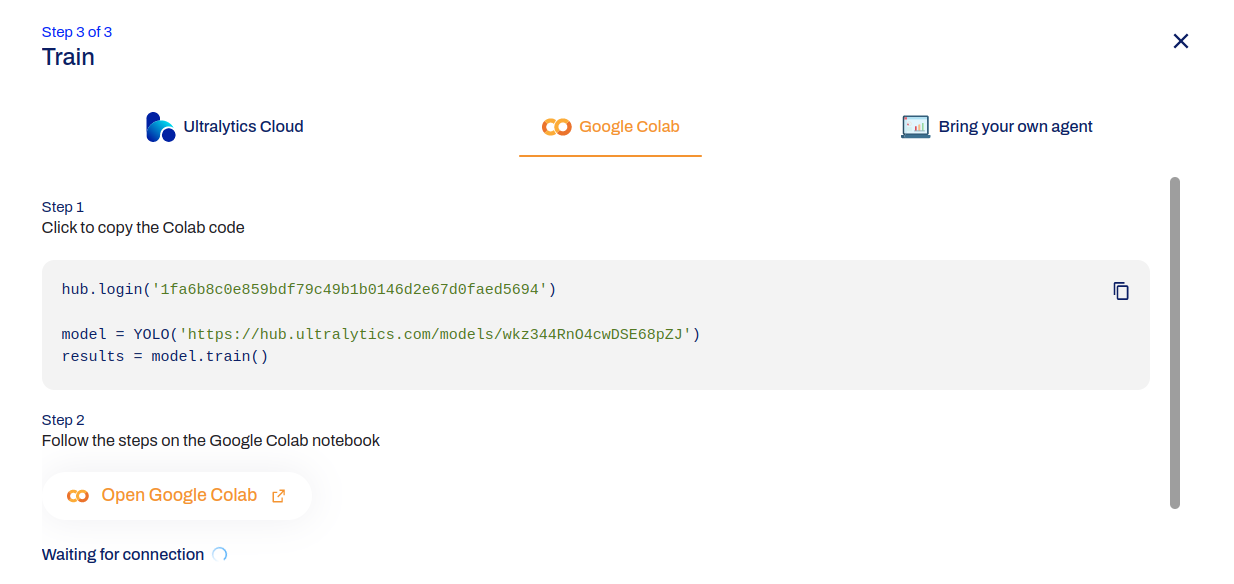 Step 3 of 3
Train
Ultralytics Cloud
Google Colab
Bring your own agent
Step 1
Click to copy the Colab code
hub.login('1fa6b8c0e859bdf79c49b1b0146d2e67d0faed5694')
model = YOLO('https://hub.ultralytics.com/models/wkz344RnO4cwDSE68pZJ')
results = model.train()
Step 2
Follow the steps on the Google Colab notebook
Open Google Colab
Waiting for connection